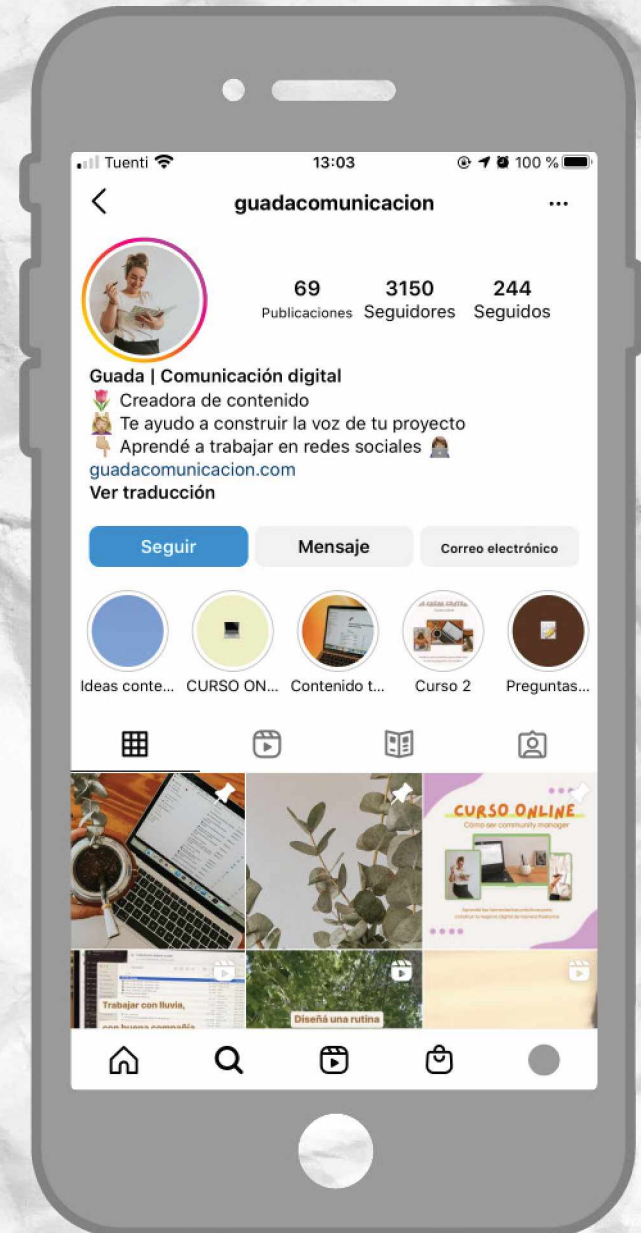 Tuenti 13:03 100 %
guadacomunicacion
69 3150 244
Publicaciones Seguidores Seguidos
Guada | Comunicación digital
Creadora de contenido
Te ayudo a construir la voz de tu proyecto
Aprendé a trabajar en redes sociales
guadacomunicacion.com
Ver traducción
Seguir Mensaje Correo electrónico
Ideas conte... CURSO ON... Contenido t... Curso 2 Preguntas...
CURSO ONLINE
Cómo ser community manager
Trabajar con lluvia,
con buena compañía
Diseñá una rutina